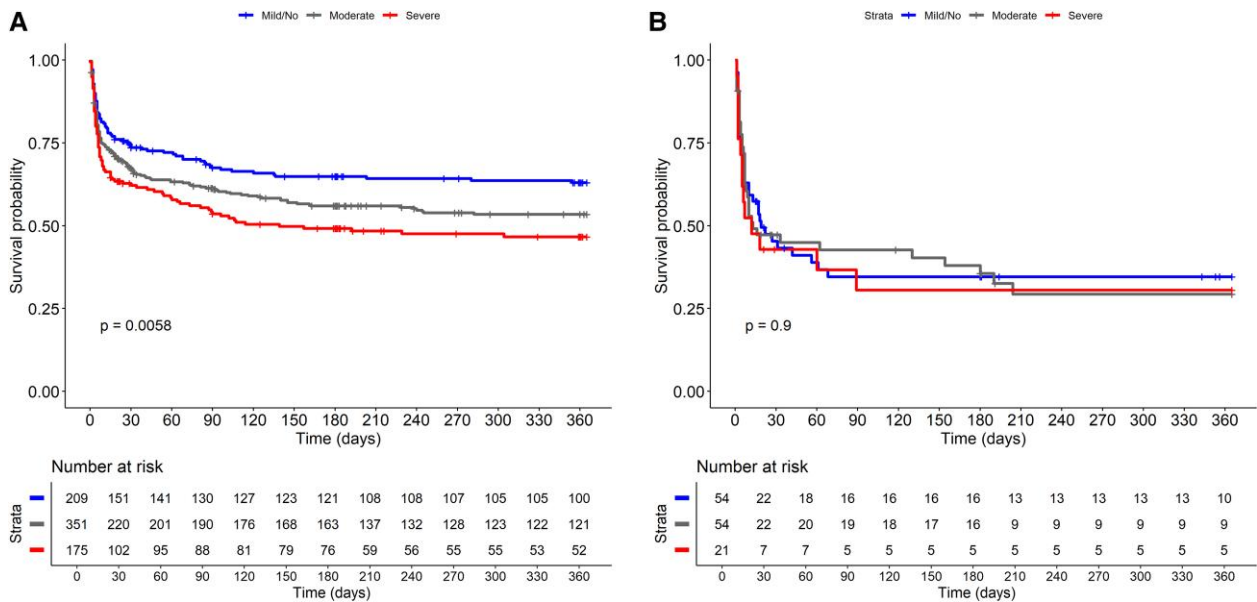 A
Mild/No Moderate Severe
Survival probability
1.00
0.75
0.50
0.25
0.00
p = 0.0058
0 30 60 90 120 150 180 210 240 270 300 330 360
Time (days)
Number at risk
Strata
209 151 141 130 127 123 121 108 108 107 105 105 100
351 220 201 190 176 168 163 137 132 128 123 122 121
175 102 95 88 81 79 76 59 56 55 55 53 52
0 30 60 90 120 150 180 210 240 270 300 330 360
Time (days)
B
Strata Mild/No Moderate Severe
Survival probability
1.00
0.75
0.50
0.25
0.00
p = 0.9
0 30 60 90 120 150 180 210 240 270 300 330 360
Time (days)
Number at risk
Strata
54 22 18 16 16 16 16 13 13 13 13 13 10
54 22 20 19 18 17 16 9 9 9 9 9 9
21 7 7 5 5 5 5 5 5 5 5 5 5
0 30 60 90 120 150 180 210 240 270 300 330 360
Time (days)